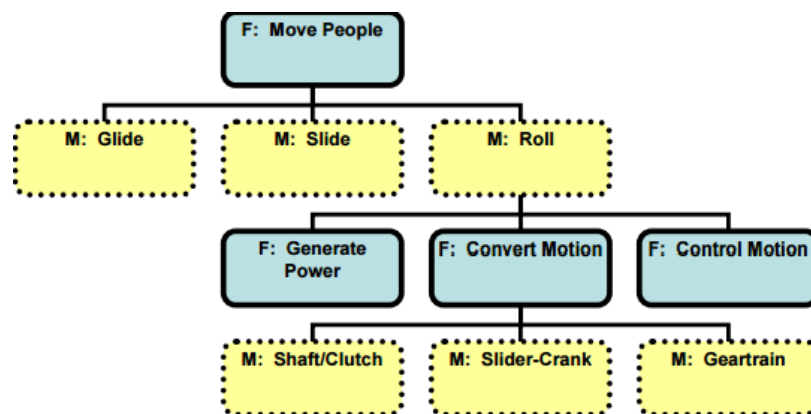 F: Move People
M: Glide
M: Slide
M: Roll
F: Generate
Power
F: Convert Motion
F: Control Motion
M: Shaft/Clutch
M: Slider-Crank
M: Geartrain